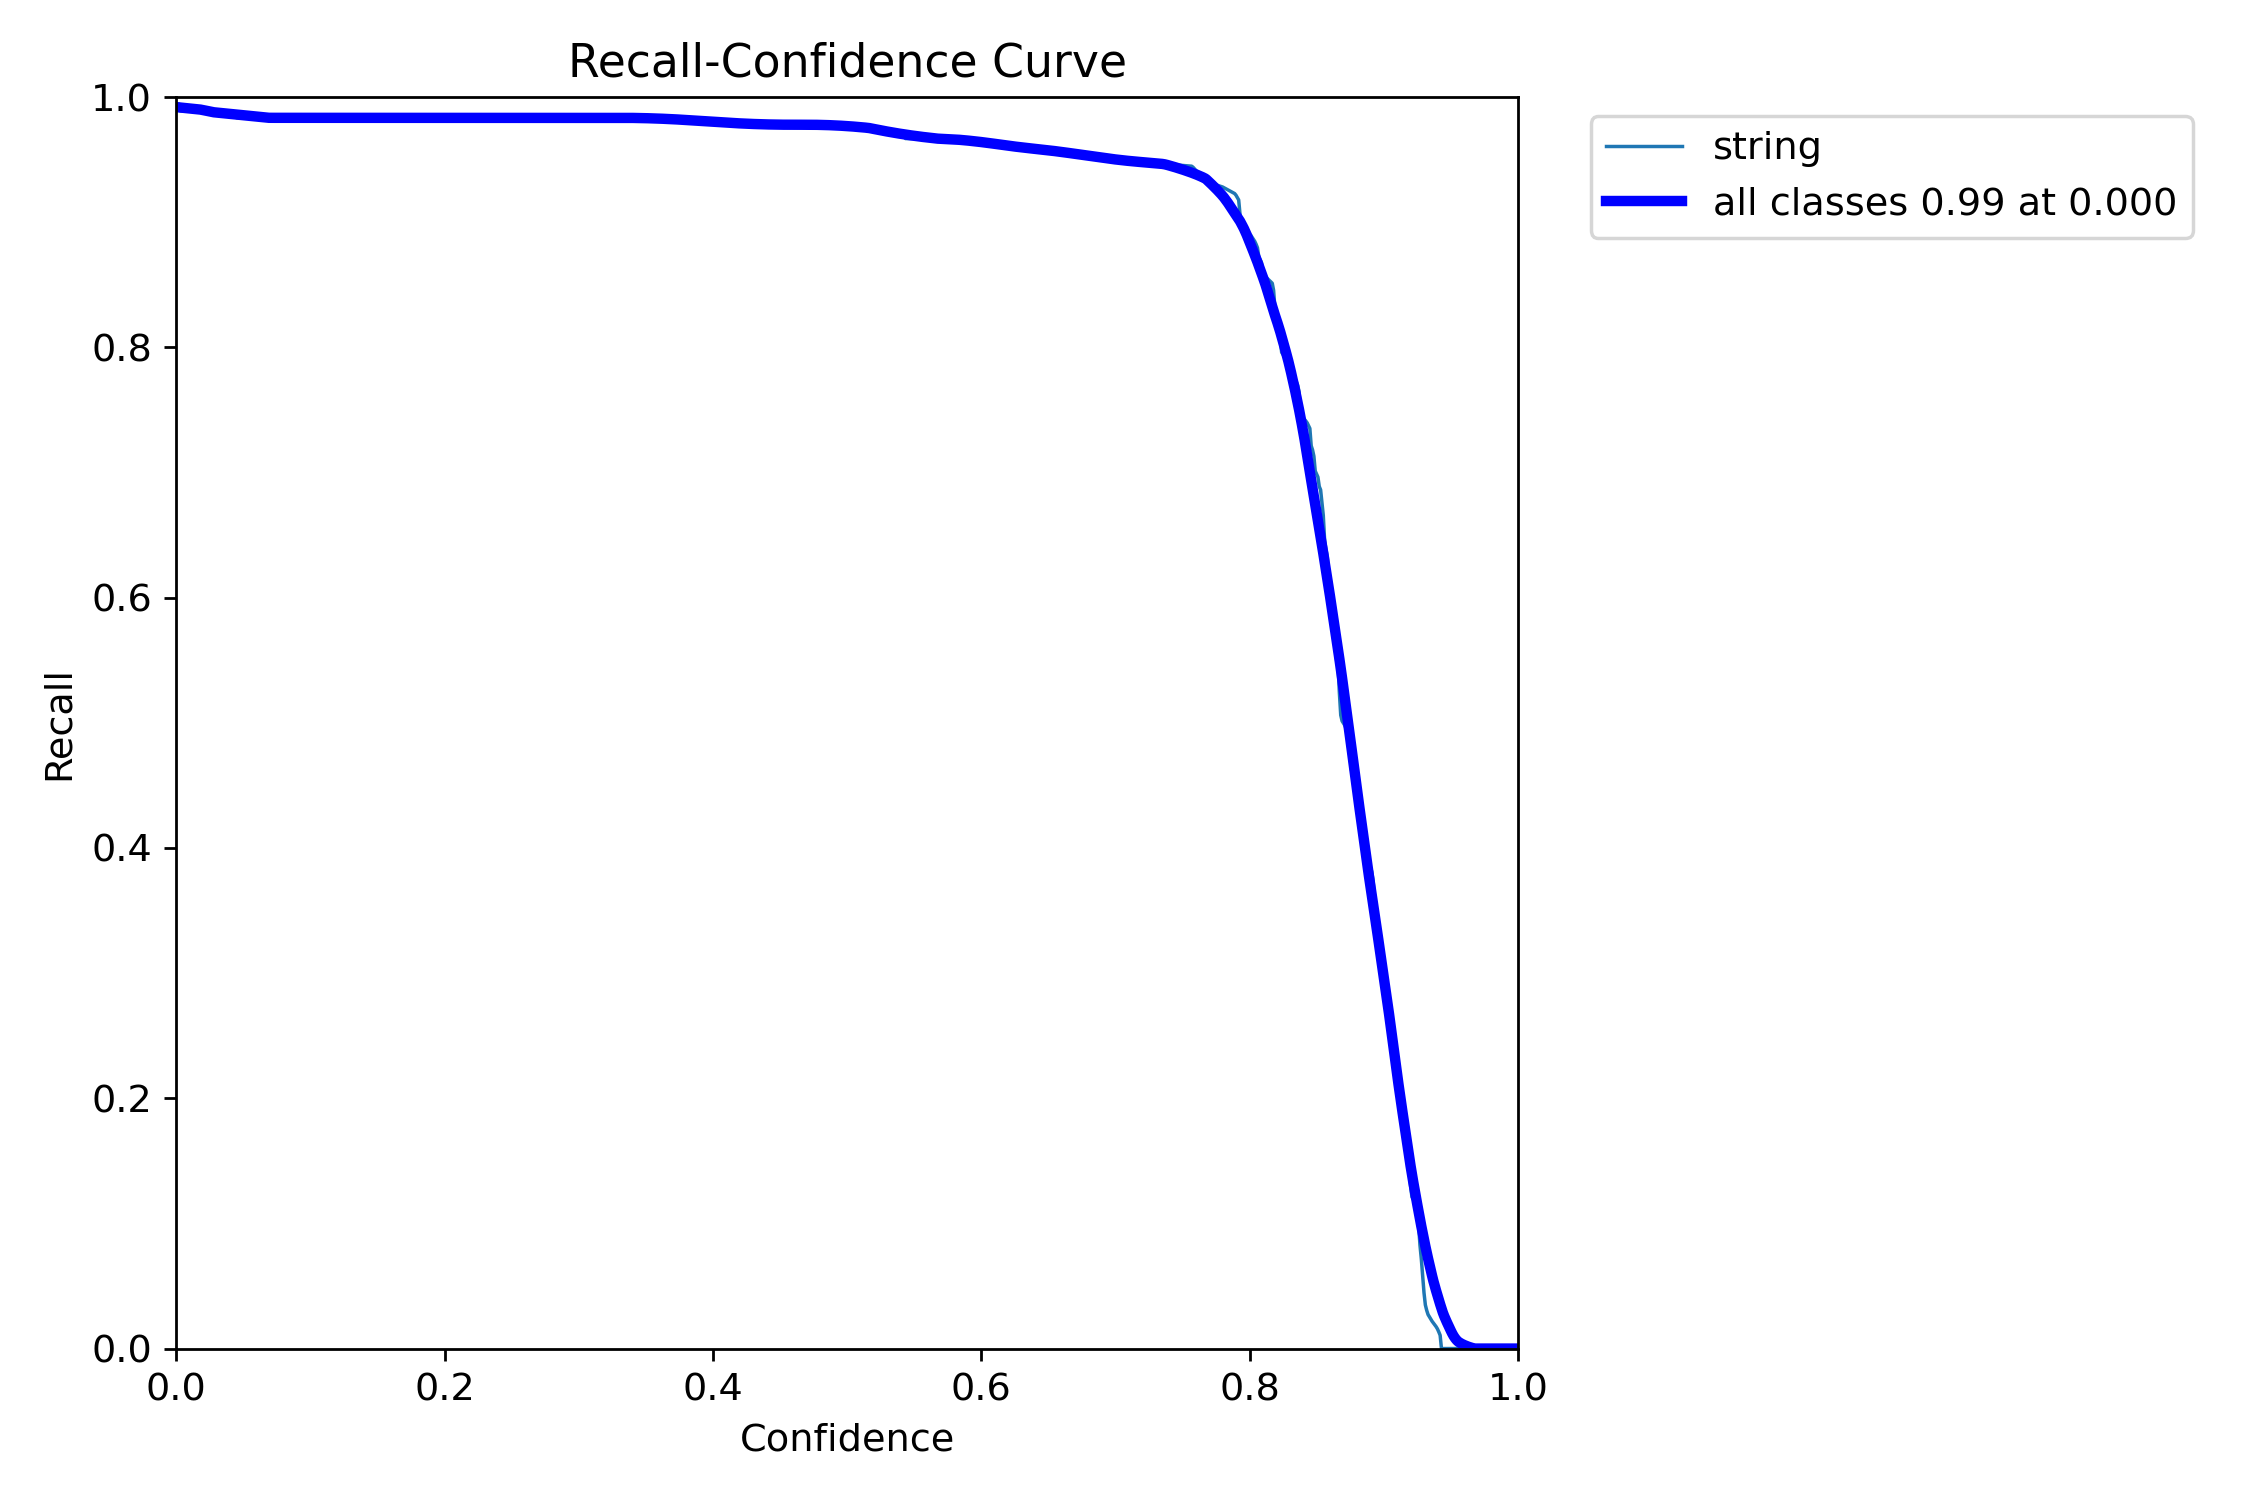 Recall-Confidence Curve
1.0
0.8
0.6
0.4
0.2
0.0
Recall
0.0 0.2 0.4 0.6 0.8 1.0
Confidence
string
all classes 0.99 at 0.000